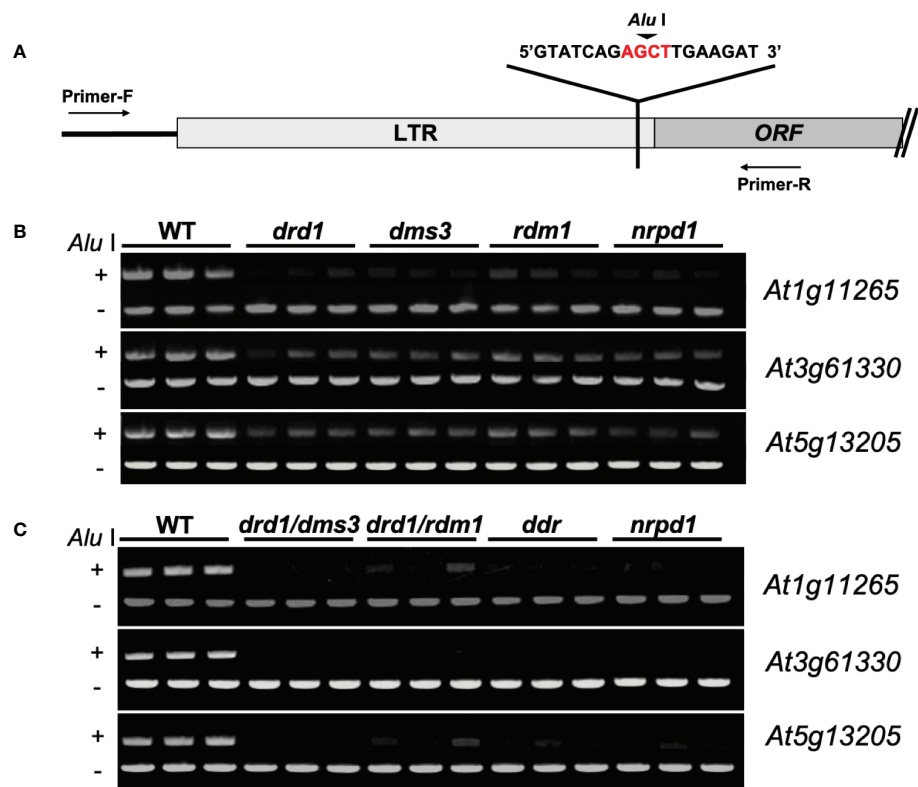 A
Alu I
5'GTATCAGAGCTTGAAGAT 3'
Primer-F
LTR
ORF
Primer-R
B
WT drd1 dms3 rdm1 nrpd1
Alu I
+
-
At1g11265
+
-
At3g61330
+
-
At5g13205
C
WT drd1/dms3 drd1/rdm1 ddr nrpd1
Alu I
+
-
At1g11265
+
-
At3g61330
+
-
At5g13205